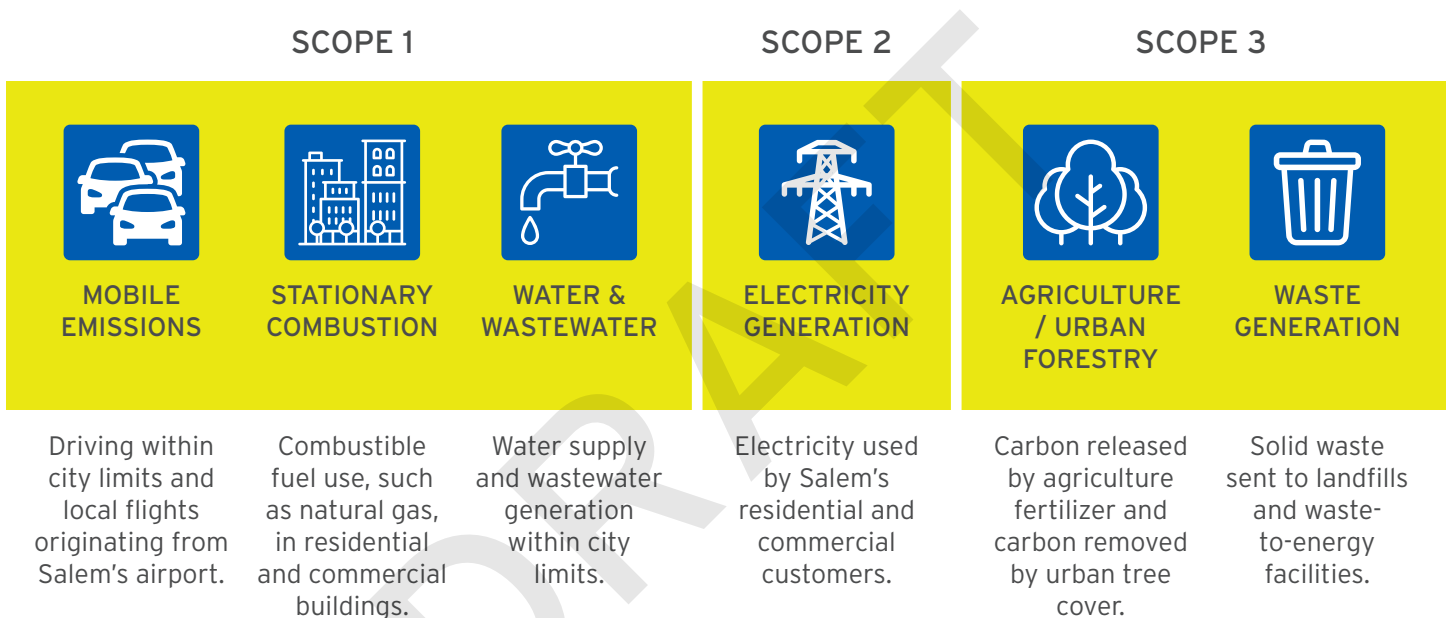 SCOPE 1
SCOPE 2
SCOPE 3
MOBILE
EMISSIONS
STATIONARY
COMBUSTION
WATER &
WASTEWATER
ELECTRICITY
GENERATION
AGRICULTURE
/ URBAN
FORESTRY
WASTE
GENERATION
Driving within
city limits and
local flights
originating from
Salem's airport.
Combustible
fuel use, such
as natural gas,
in residential
and commercial
buildings.
Water supply
and wastewater
generation
within city
limits.
Electricity used
by Salem's
residential and
commercial
customers.
Carbon released
by agriculture
fertilizer and
carbon removed
by urban tree
cover.
Solid waste
sent to landfills
and waste-
to-energy
facilities.
DRAFT